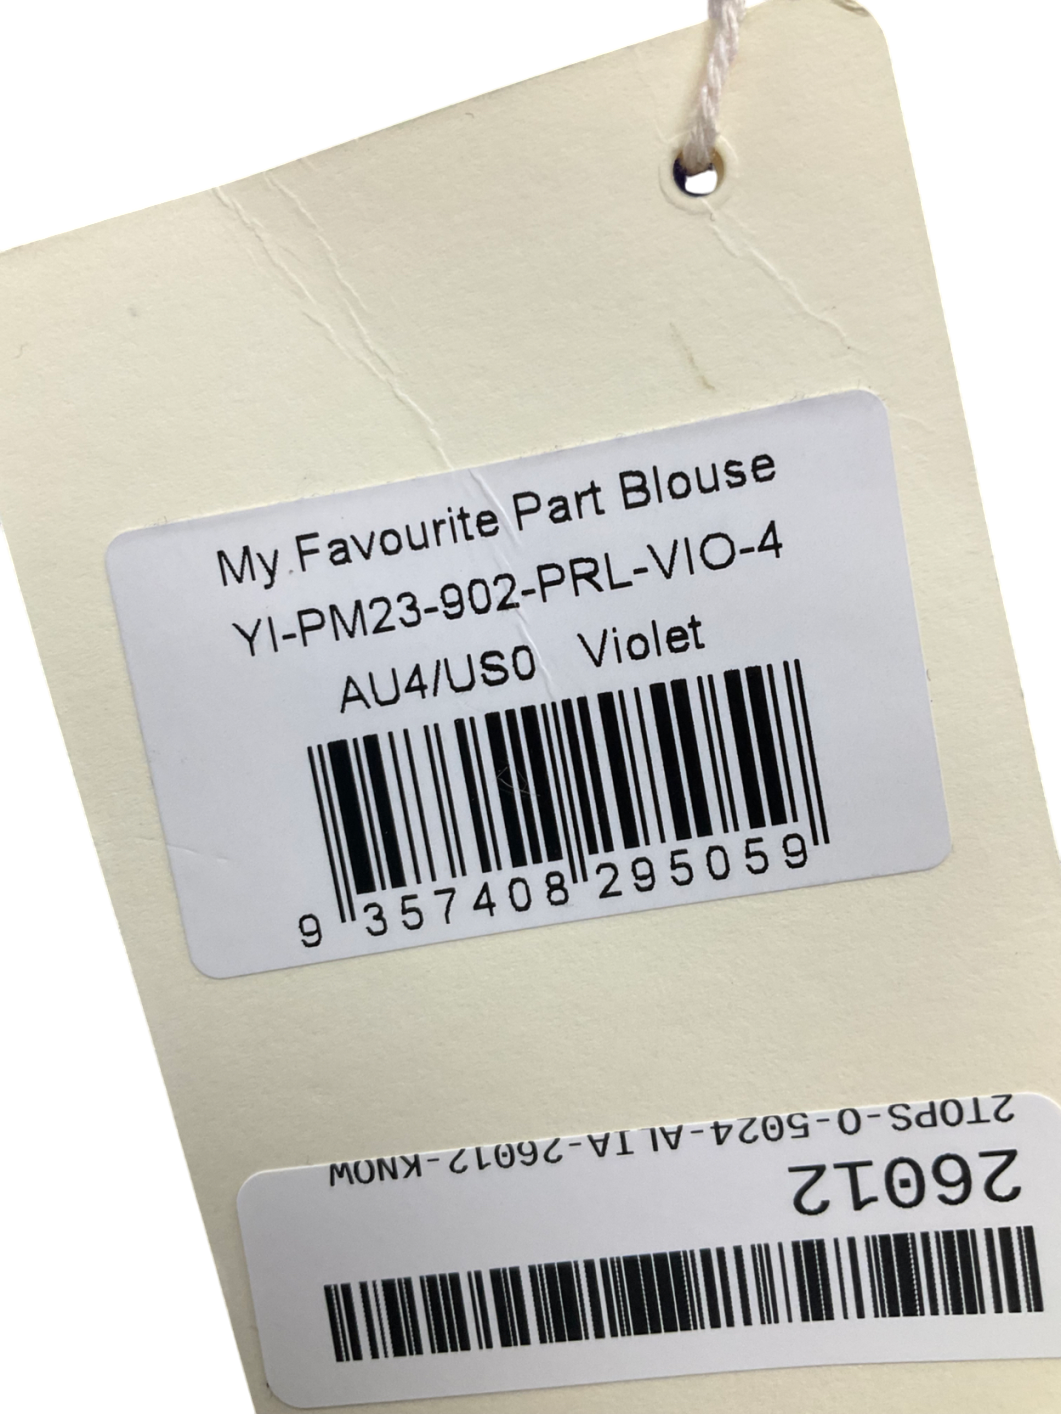 My Favourite Part Blouse
YI-PM23-902-PRL-VIO-4
AU4/US0 Violet
9 357408 295059
26012
2TOPS-0-5024-ALIA-26012-KNOW